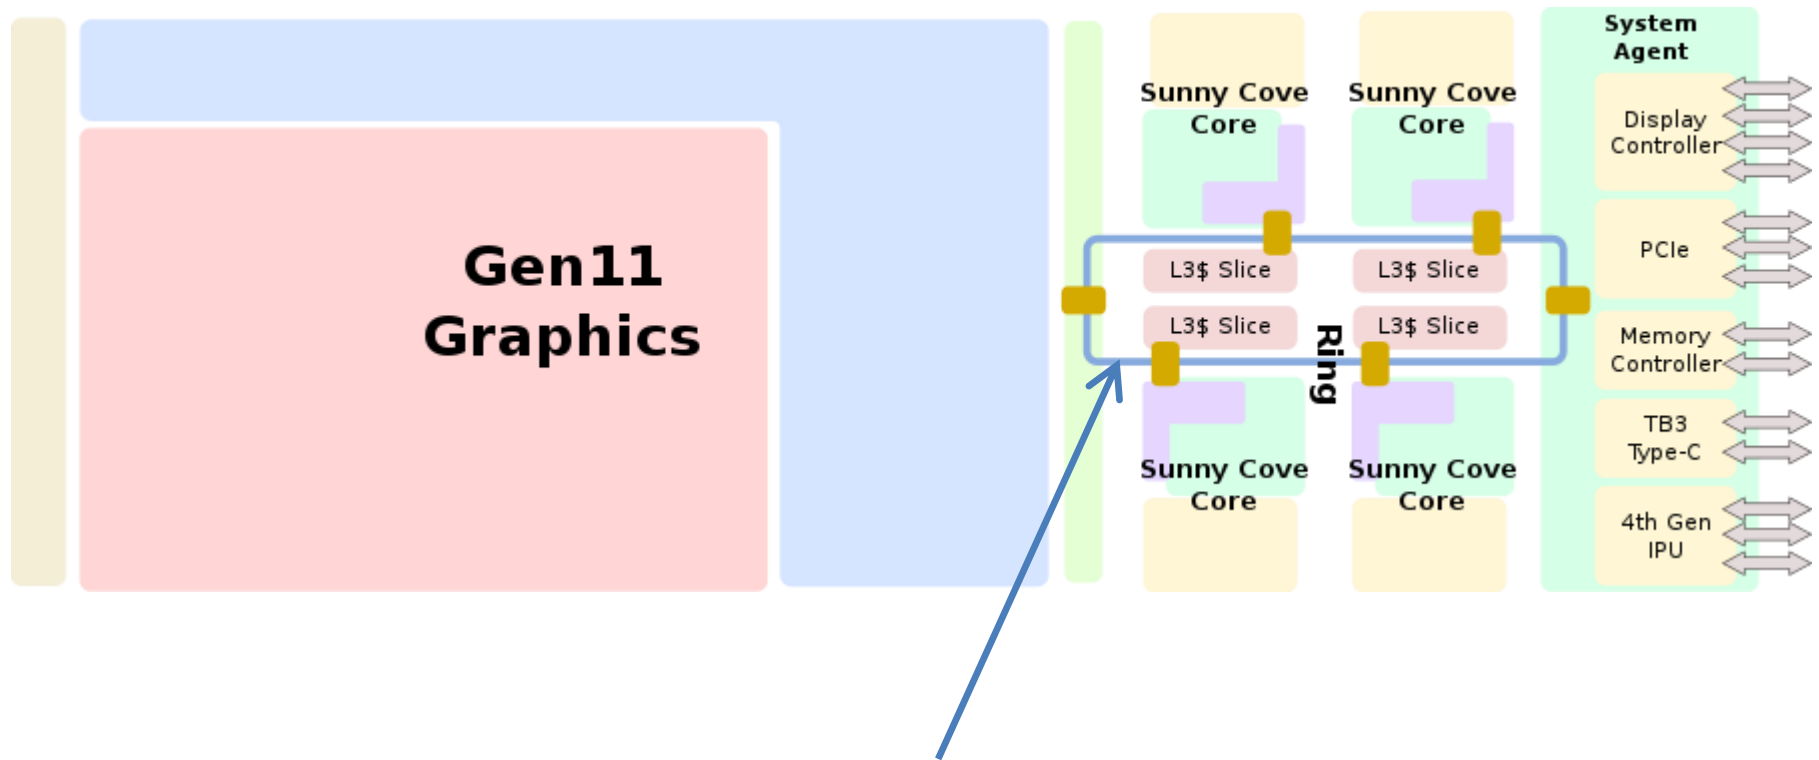 Gen11
Graphics
Sunny Cove
Core
Sunny Cove
Core
L3$ Slice
L3$ Slice
L3$ Slice
L3$ Slice
Ring
Sunny Cove
Core
Sunny Cove
Core
System
Agent
Display
Controller
PCIe
Memory
Controller
TB3
Type-C
4th Gen
IPU